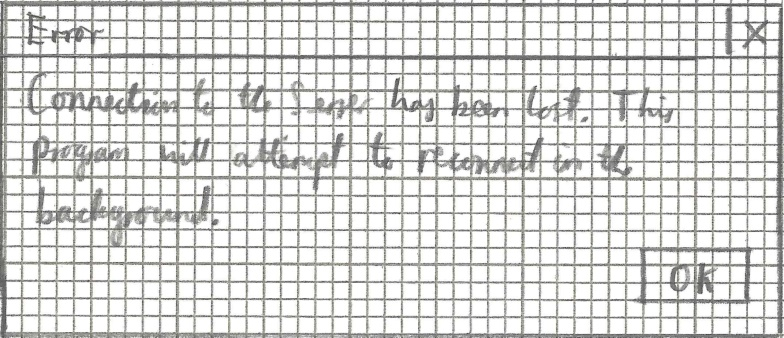 Error X
Connection to the Server has been lost. This
program will attempt to reconnect in the
background.
OK